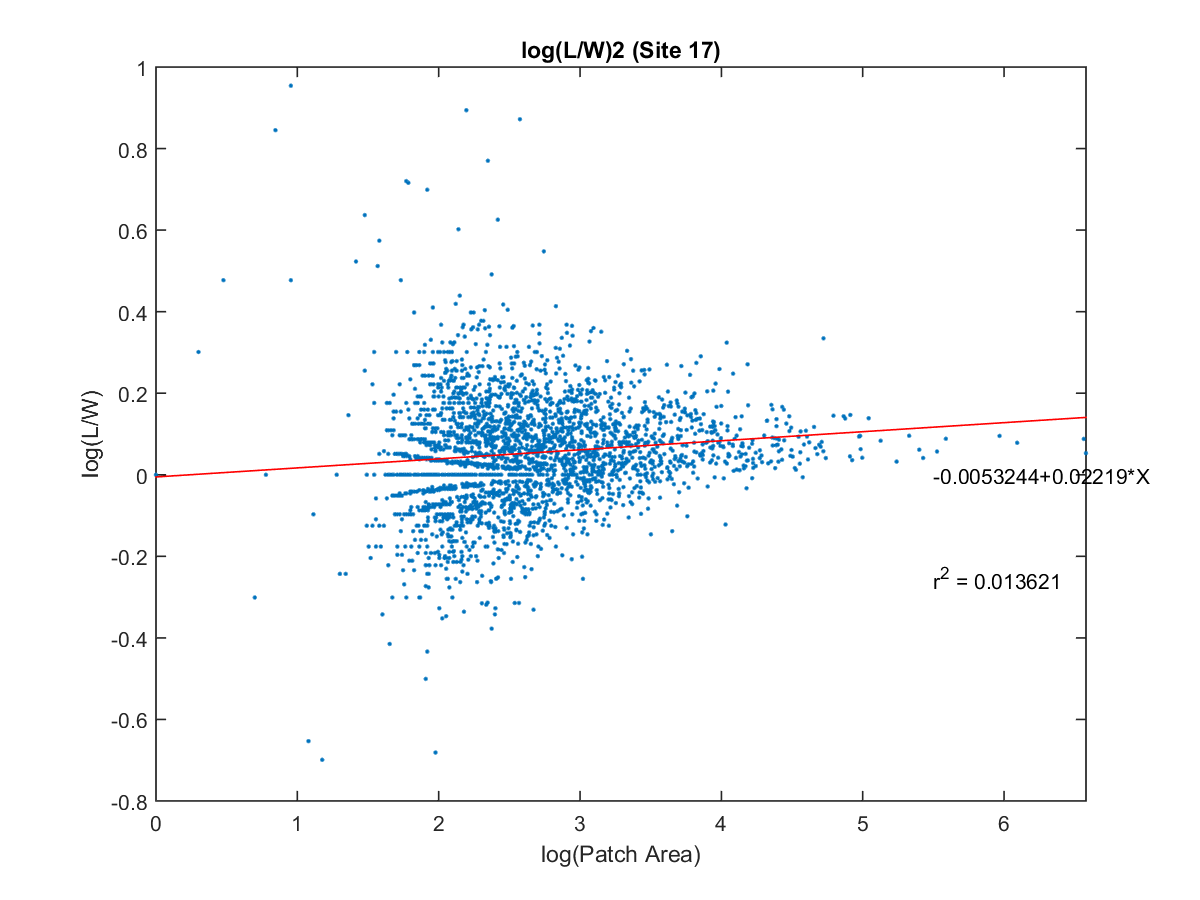 log(L/W)2 (Site 17)
1
0.8
0.6
0.4
0.2
0
-0.2
-0.4
-0.6
-0.8
log(L/W)
-0.0053244+0.02219*X
r2 = 0.013621
0 1 2 3 4 5 6
log(Patch Area)